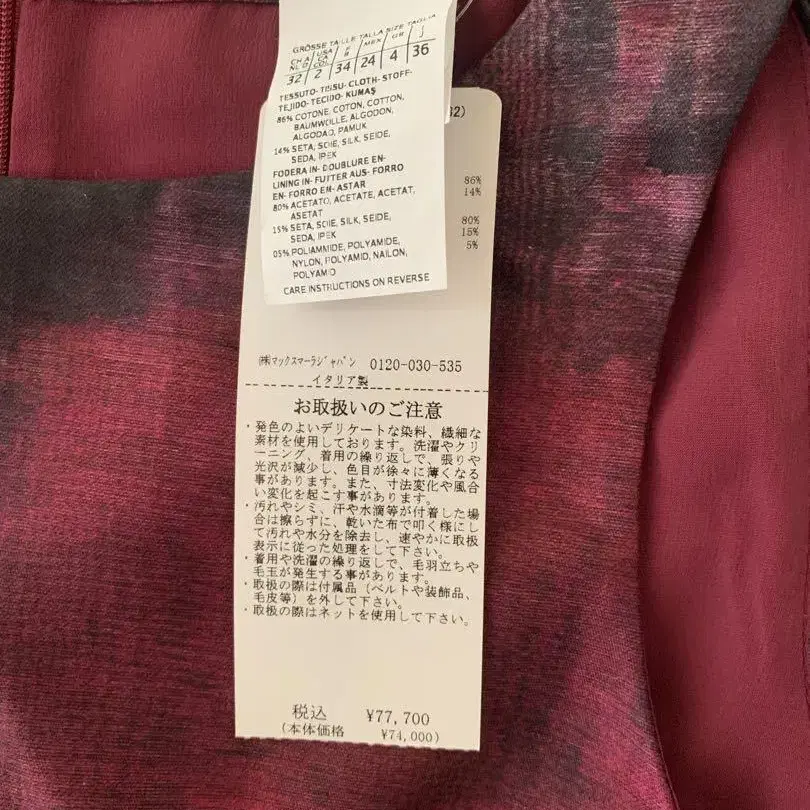 GRÖSSE TAILLE TALLA SIZE TAGLIA
CH A NL D
USA CA COL
F B
MEX
GB
J
32 2 34 24 4 36
TESSUTO- TISSU- CLOTH- STOFF-
TEJIDO- TECIDO- KUMAŞ
86% COTONE, COTON, COTTON,
BAUMWOLLE, ALGODON,
ALGODAO, PAMUK
14% SETA, SOIE, SILK, SEIDE,
SEDA, IPEK
FODERA IN- DOUBLURE EN-
LINING IN- FUTTER AUS- FORRO
EN- FORRO EM- ASTAR
80% ACETATO, ACETATE, ACETAT,
ASETAT
15% SETA, SOIE, SILK, SEIDE,
SEDA, IPEK
05% POLIAMMIDE, POLYAMIDE,
NYLON, POLYAMID, NAILON,
POLYAMID
CARE INSTRUCTIONS ON REVERSE
32)
86%
14%
80%
15%
5%
㈱マックスマーラジャパン 0120-030-535
イタリア製
お取扱いのご注意
・発色のよいデリケートな染料、繊細な
素材を使用しております。洗濯やクリ
ーニング、着用の繰り返しで、張りや
光沢が減少し、色目が徐々に薄くなる
事があります。また、寸法変化や風合
い変化を起こす事があります。
・汚れやシミ、汗や水滴等が付着した場
合は擦らずに、乾いた布で叩く様にし
て汚れや水分を除去し、速やかに取扱
表示に従った処理をして下さい。
・着用や洗濯の繰り返しで、毛羽立ちや
毛玉が発生する事があります。
・取扱の際は付属品（ベルトや装飾品、
毛皮等）を外して下さい。
・取扱の際はネットを使用して下さい。
税込 ¥77,700
(本体価格 ¥74,000)